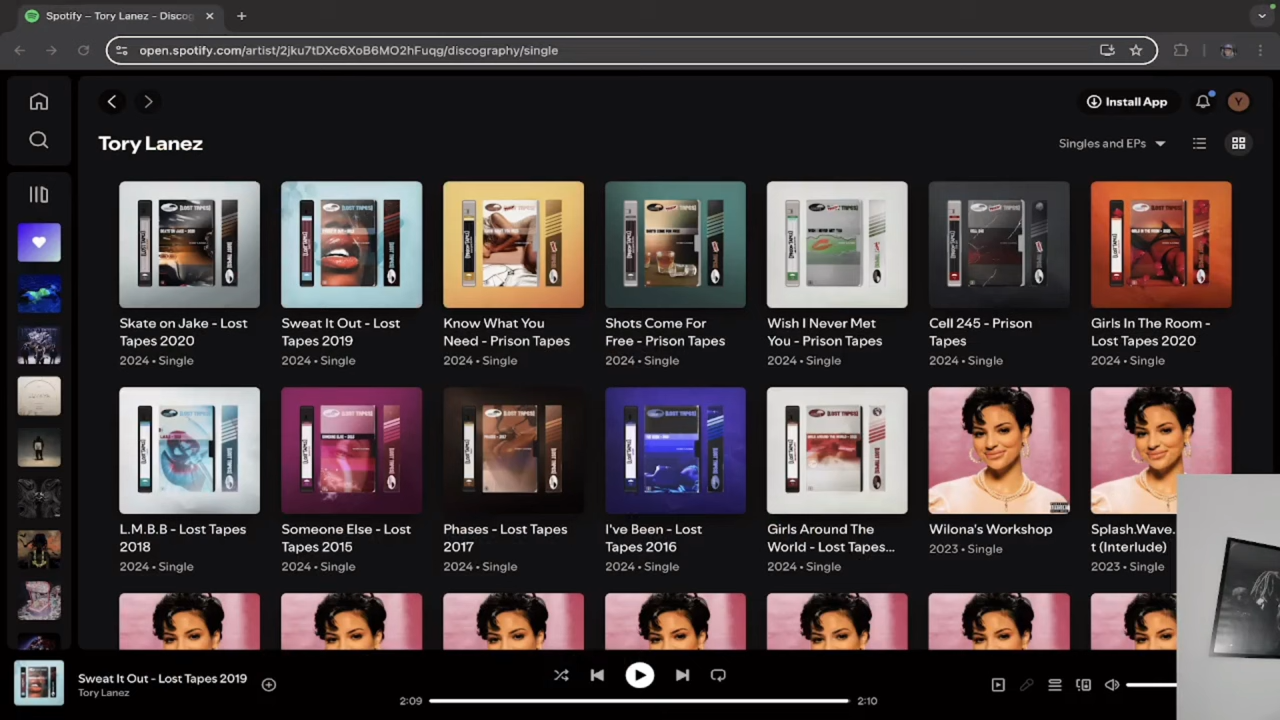 Spotify – Tory Lanez – Discog
open.spotify.com/artist/2jku7tDXc6XoB6MO2hFuqg/discography/single
Install App
Y
Tory Lanez
Singles and EPs
Skate on Jake - Lost
Tapes 2020
2024 • Single
Sweat It Out - Lost
Tapes 2019
2024 • Single
Know What You
Need - Prison Tapes
2024 • Single
Shots Come For
Free - Prison Tapes
2024 • Single
Wish I Never Met
You - Prison Tapes
2024 • Single
Cell 245 - Prison
Tapes
2024 • Single
Girls In The Room -
Lost Tapes 2020
2024 • Single
L.M.B.B - Lost Tapes
2018
2024 • Single
Someone Else - Lost
Tapes 2015
2024 • Single
Phases - Lost Tapes
2017
2024 • Single
I've Been - Lost
Tapes 2016
2024 • Single
Girls Around The
World - Lost Tapes...
2024 • Single
Wilona's Workshop
2023 • Single
Splash.Wave.
t (Interlude)
2023 • Single
Sweat It Out - Lost Tapes 2019
Tory Lanez
2:09
2:10